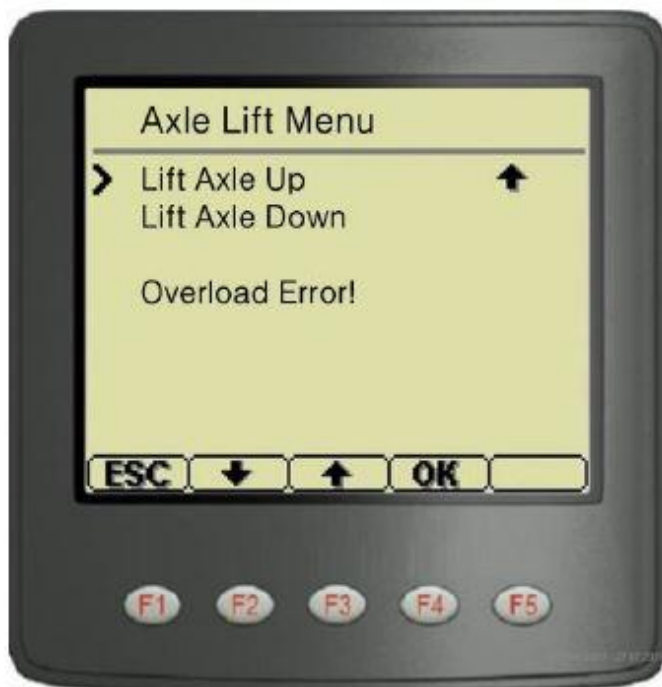 Axle Lift Menu
> Lift Axle Up ↑
Lift Axle Down
Overload Error!
ESC ↓ ↑ OK
F1 F2 F3 F4 F5